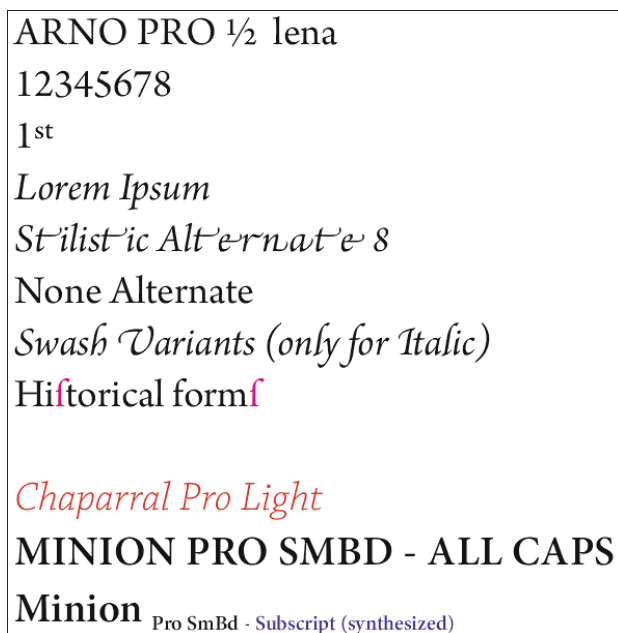 ARNO PRO ½ lena
12345678
1st
Lorem Ipsum
Stilistic Alternate 8
None Alternate
Swash Variants (only for Italic)
Hiſtorical formſ
Chaparral Pro Light
MINION PRO SMBD - ALL CAPS
Minion Pro SmBd - Subscript (synthesized)